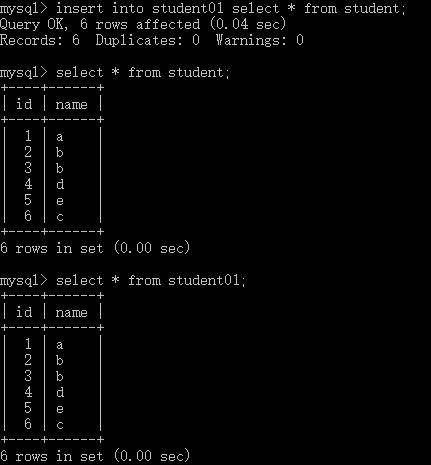 mysql> insert into student01 select * from student;
Query OK, 6 rows affected (0.04 sec)
Records: 6  Duplicates: 0  Warnings: 0

mysql> select * from student;
+----+------+
| id | name |
+----+------+
|  1 | a    |
|  2 | b    |
|  3 | b    |
|  4 | d    |
|  5 | e    |
|  6 | c    |
+----+------+
6 rows in set (0.00 sec)

mysql> select * from student01;
+----+------+
| id | name |
+----+------+
|  1 | a    |
|  2 | b    |
|  3 | b    |
|  4 | d    |
|  5 | e    |
|  6 | c    |
+----+------+
6 rows in set (0.00 sec)